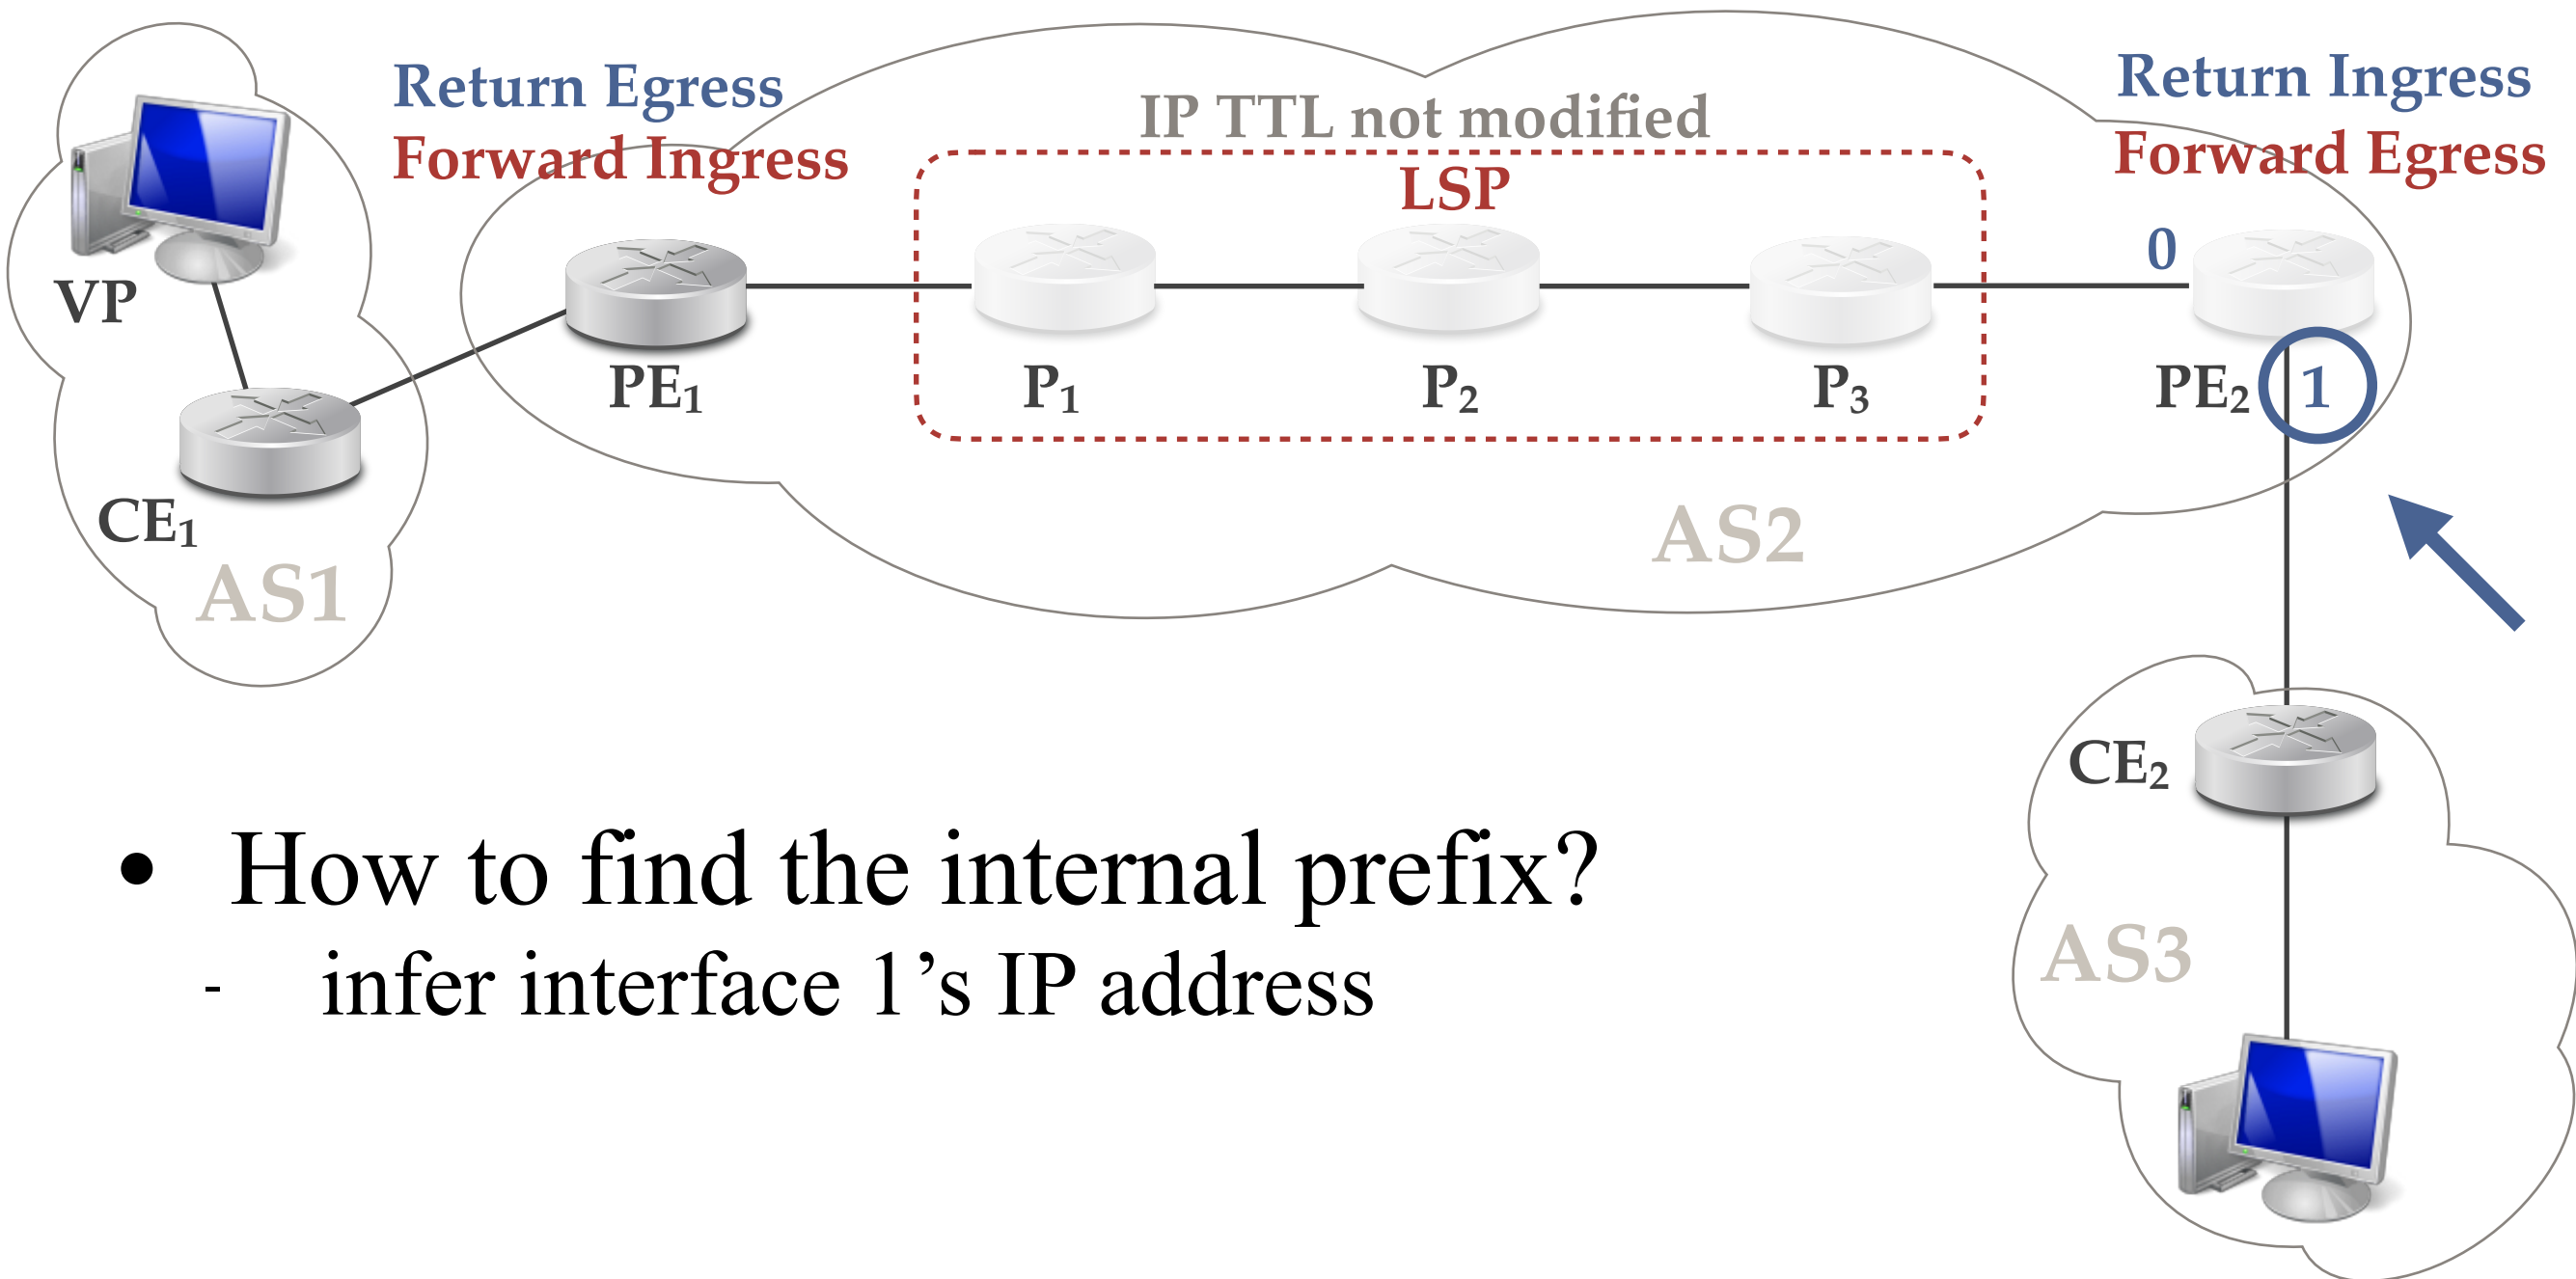 Return Egress
Forward Ingress
IP TTL not modified
LSP
Return Ingress
Forward Egress
0
VP
PE₁
P₁
P₂
P₃
PE₂
1
CE₁
AS1
AS2
CE₂
• How to find the internal prefix?
- infer interface 1’s IP address
AS3